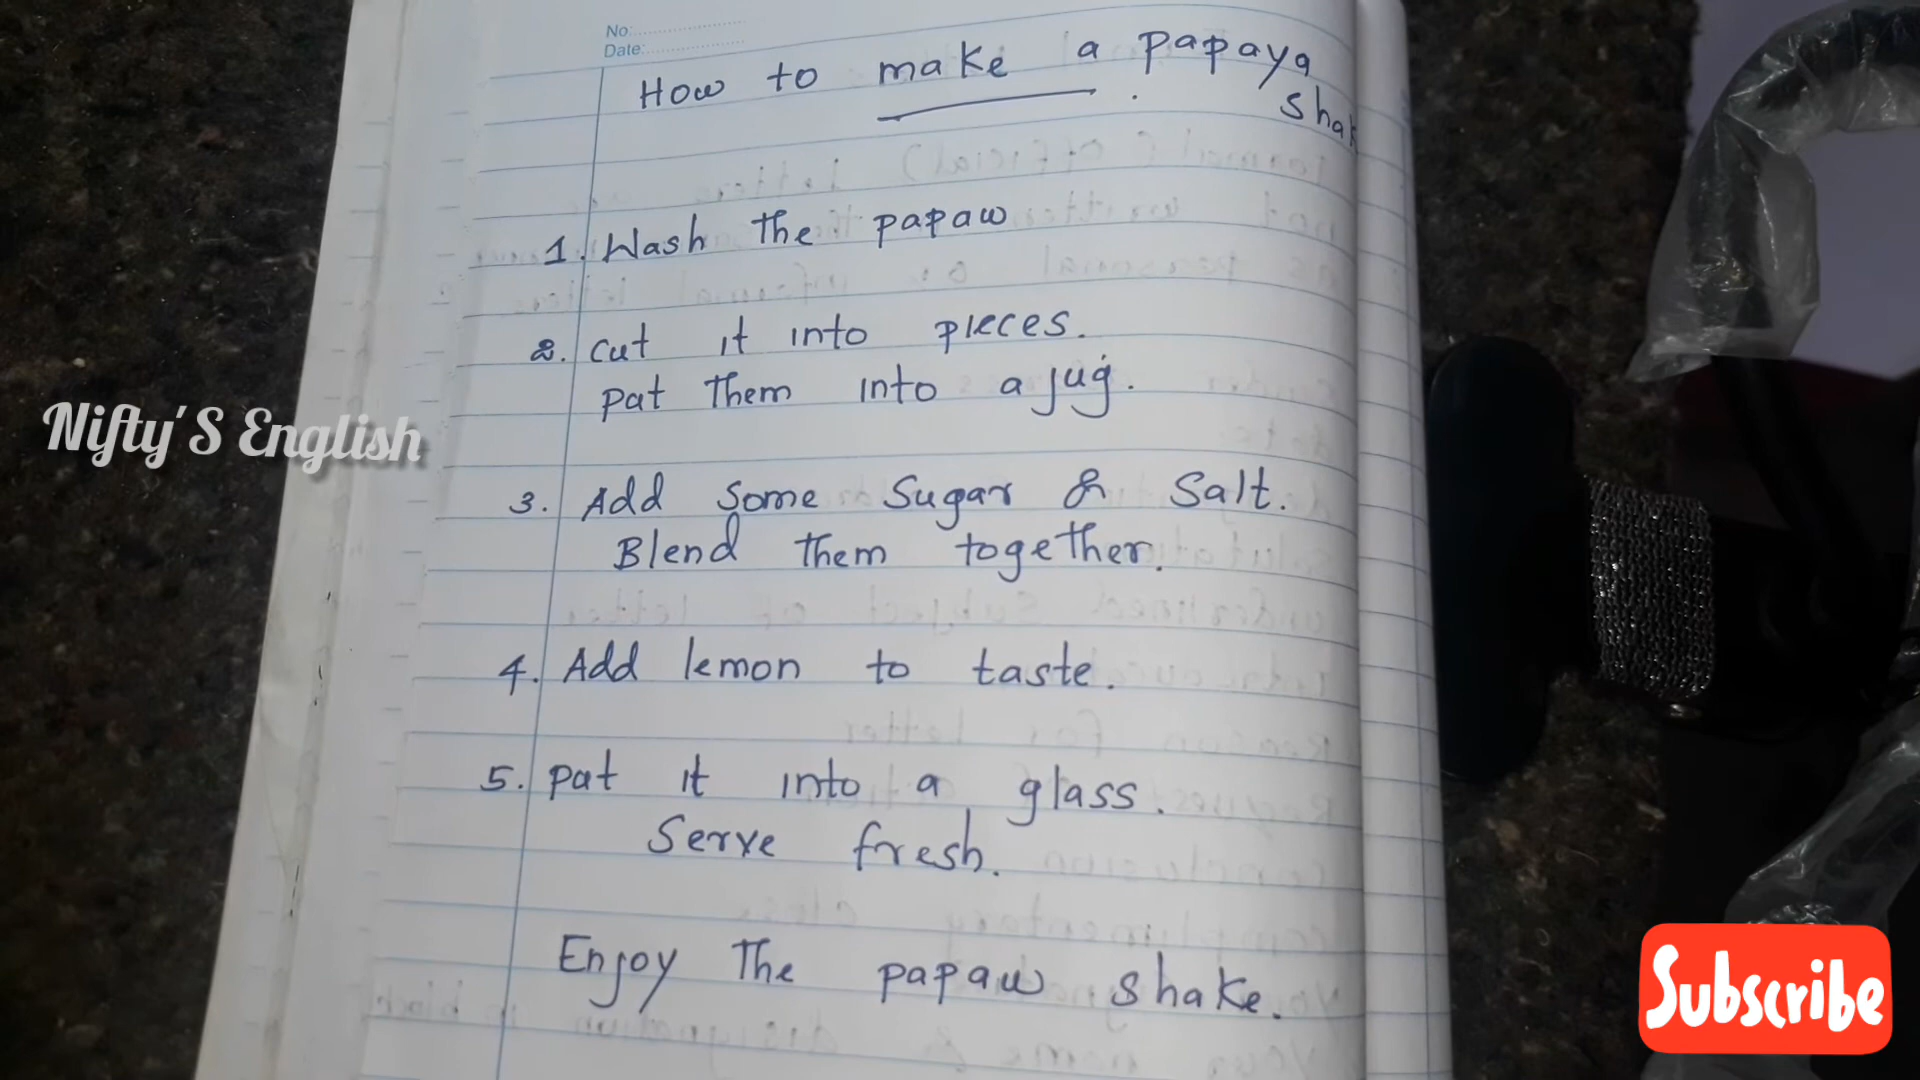 No:
Date:
How to make a papaya
shak
1. Wash the papaw
2. cut it into pieces.
pat them into a jug.
3. Add some sugar & salt.
Blend them together.
4. Add lemon to taste.
5. pat it into a glass.
Serve fresh.
Enjoy the papaw shake.
Nifty'S English
Subscribe